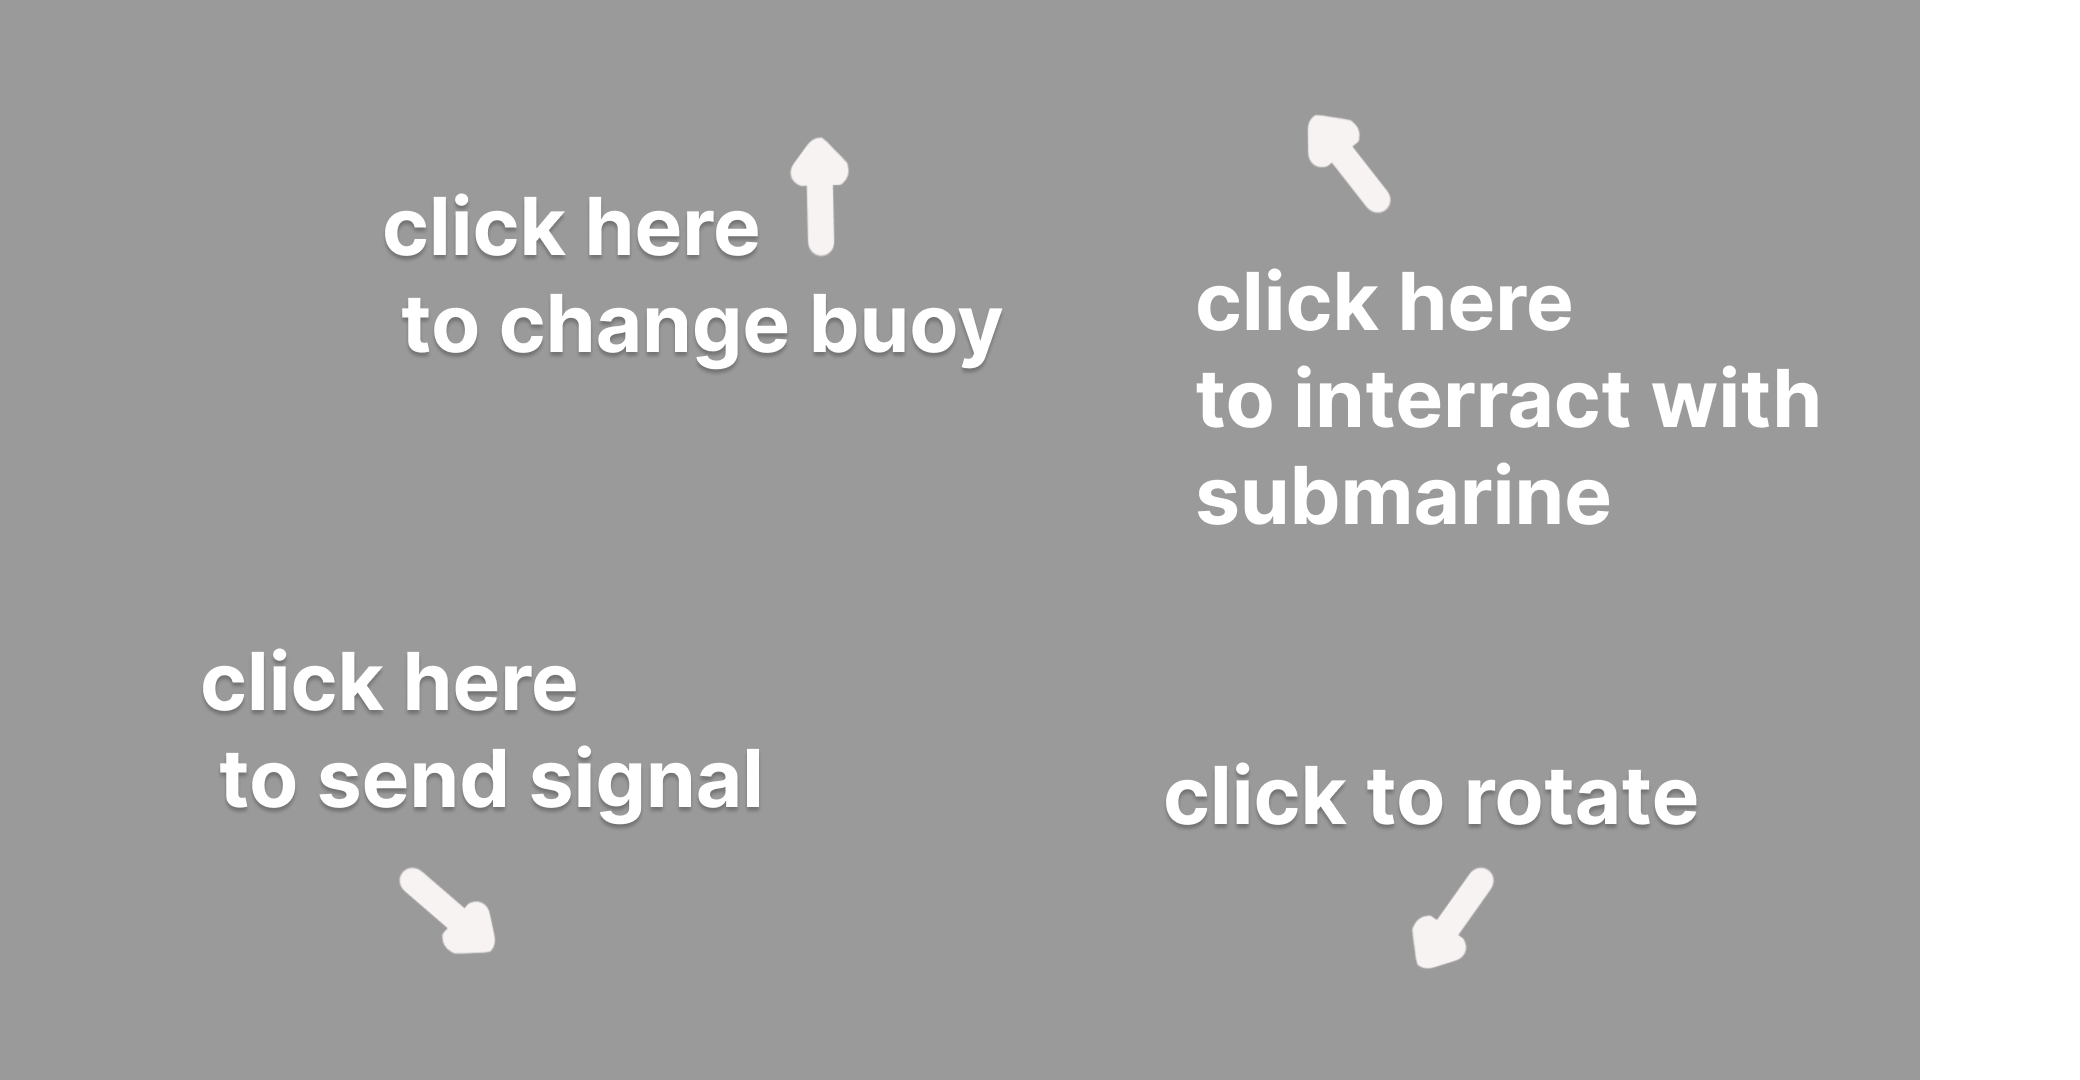 click here
to change buoy
click here
to interract with
submarine
click here
to send signal
click to rotate